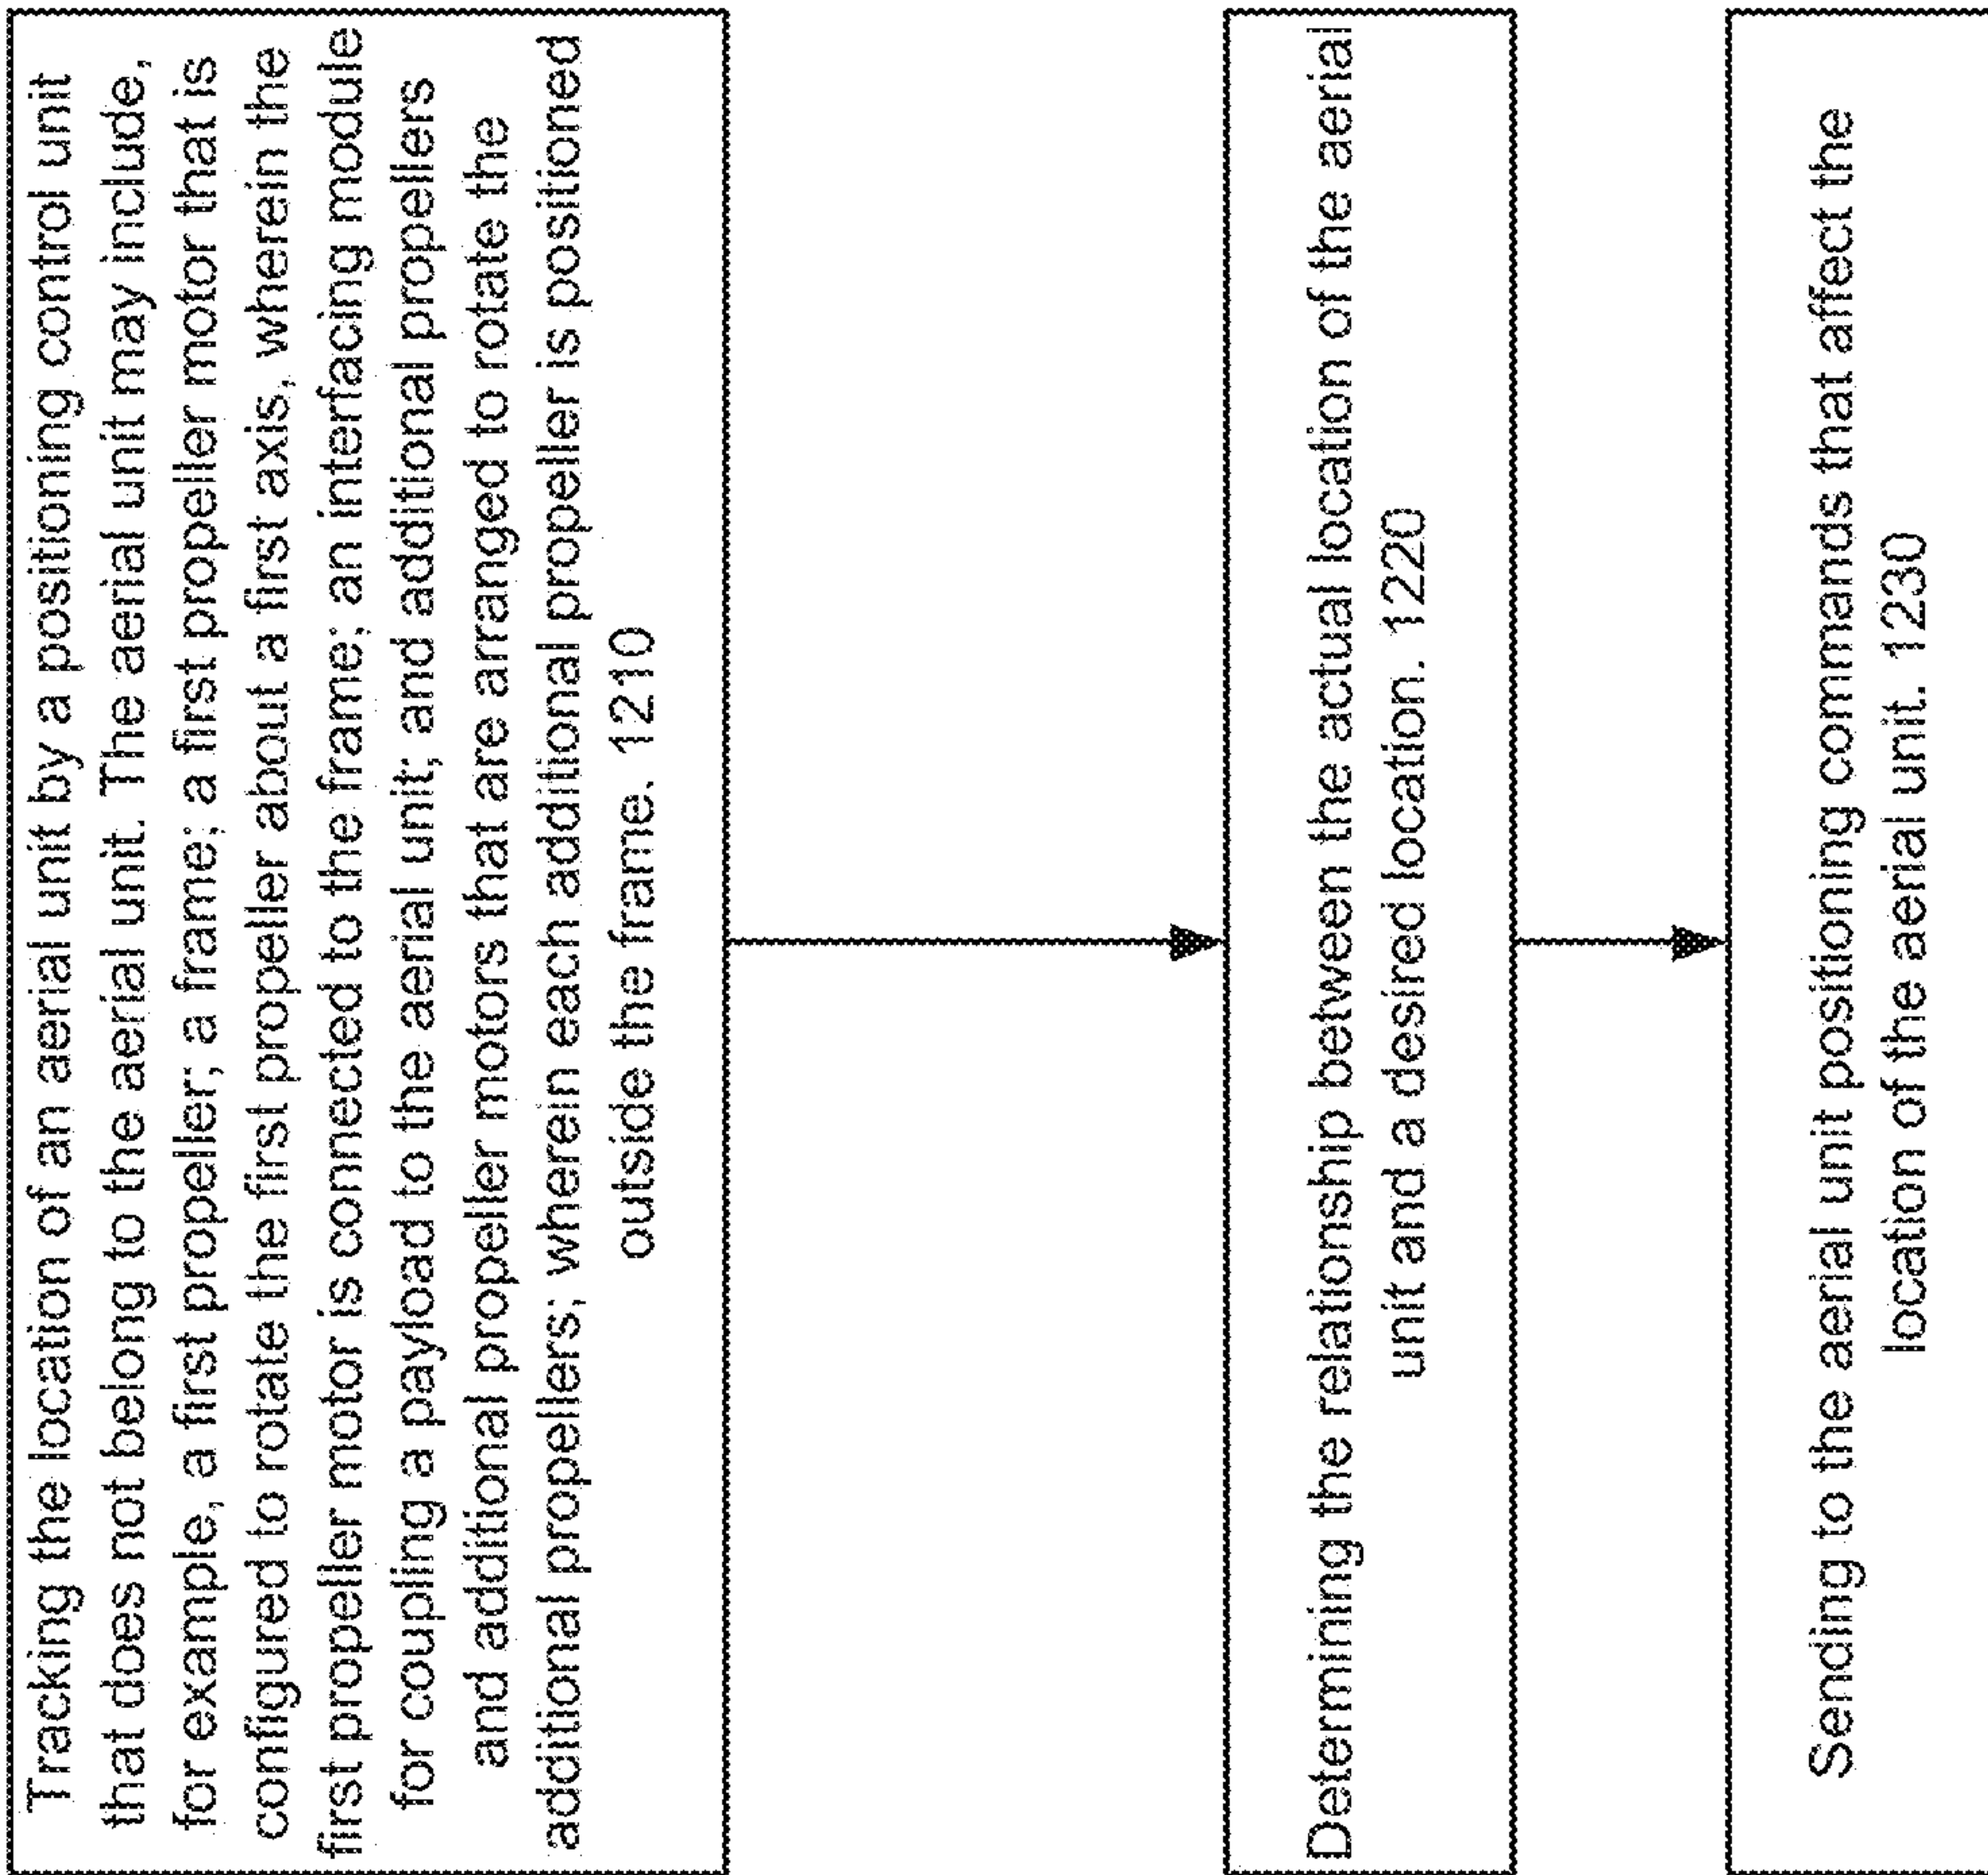 Tracking the location of an aerial unit by a positioning control unit
that does not belong to the aerial unit. The aerial unit may include,
for example, a first propeller; a frame; a first propeller motor that is
configured to rotate the first propeller about a first axis, wherein the
first propeller motor is connected to the frame; an interfacing module
for coupling a payload to the aerial unit; and additional propellers
and additional propeller motors that are arranged to rotate the
additional propellers; wherein each additional propeller is positioned
outside the frame. 1210
Determining the relationship between the actual location of the aerial
unit and a desired location. 1220
Sending to the aerial unit positioning commands that affect the
location of the aerial unit. 1230